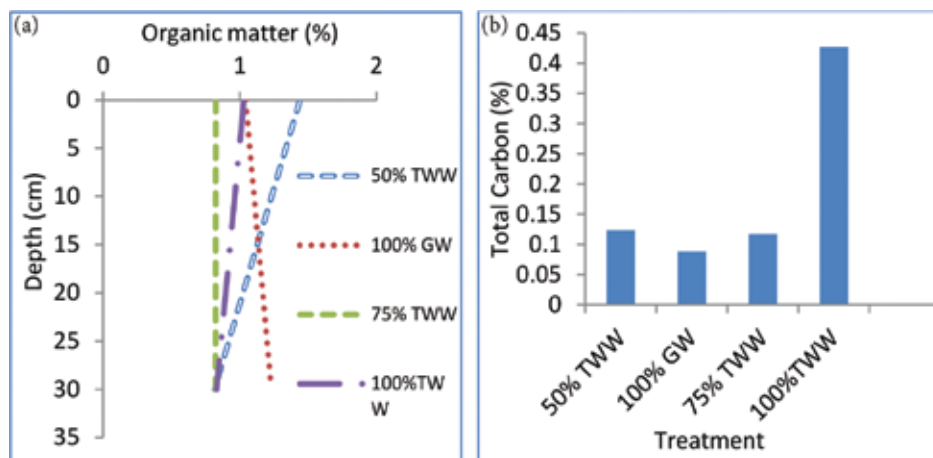 (a)
Organic matter (%)
0 1 2
0
5
10
15
20
25
30
35
Depth (cm)
50% TWW
100% GW
75% TWW
100%TW
W
(b)
0.45
0.4
0.35
0.3
0.25
0.2
0.15
0.1
0.05
0
Total Carbon (%)
50% TWW
100% GW
75% TWW
100%TWW
Treatment